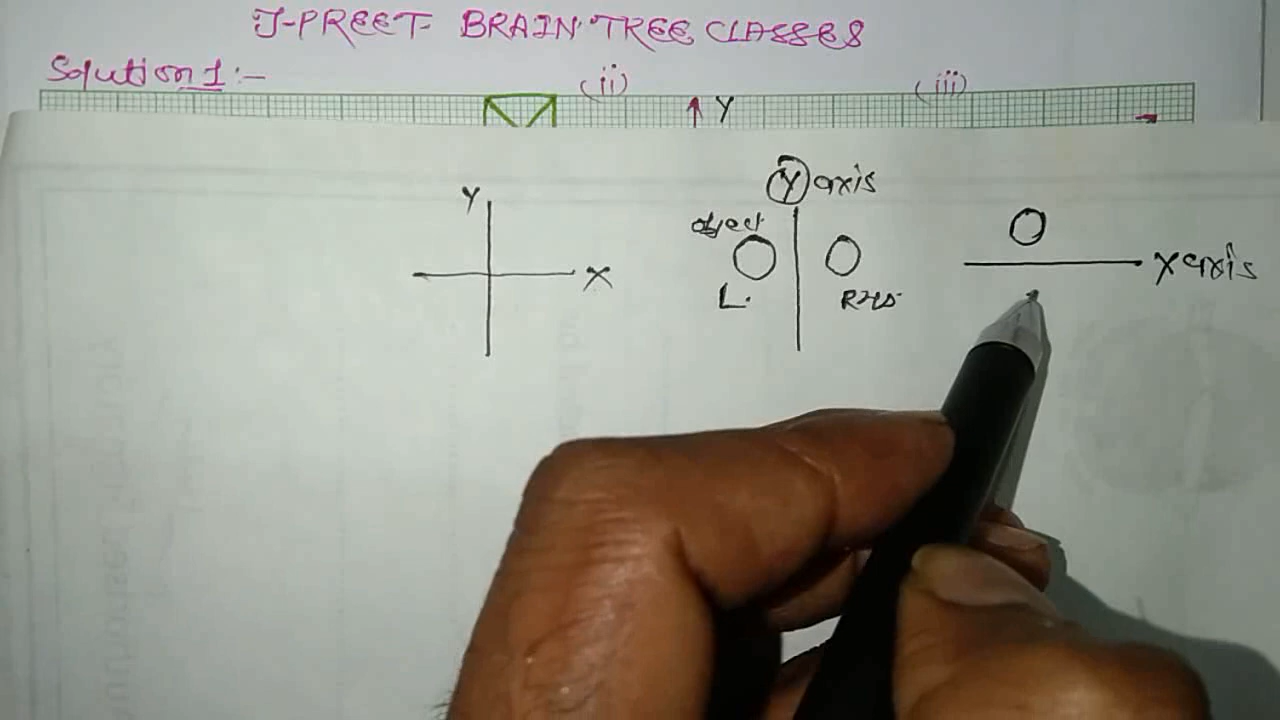 J-PREET BRAIN TREE CLASSES
Solution 1:-
(ii) (iii)
Y
Y axis
Y
object
X axis
X
L. RHS